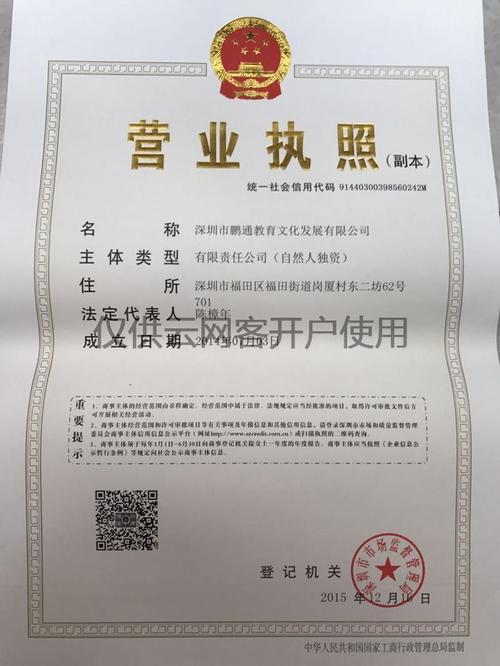 营业执照(副本)
统一社会信用代码 91440300398560242M
名称 深圳市鹏通教育文化发展有限公司
主体类型 有限责任公司（自然人独资）
住所 深圳市福田区福田街道岗厦村东二坊62号
701
法定代表人 陈樟年
仅供云网客开户使用
成立日期 2014年07月03日
重要提示
1、商事主体的经营范围由章程确定。经营范围中属于法律、法规规定应当经批准的项目，取得许可审批文件后方
可开展相关经营活动。
2、商事主体经营范围和许可审批项目等有关事项及年报信息和其他信用信息，请登录深圳市市场和质量监督管理
委员会商事主体信用信息公示平台（网址http://www.szcredit.com.cn）或扫描执照的二维码查询。
3、商事主体须于每年1月1日-6月30日向商事登记机关提交上一年度的年度报告。商事主体应当按照《企业信息公
示暂行条例》等规定向社会公示商事主体信息。
深圳市市场监督管理局
登记机关
2015 年 12 月 16 日
中华人民共和国国家工商行政管理总局监制